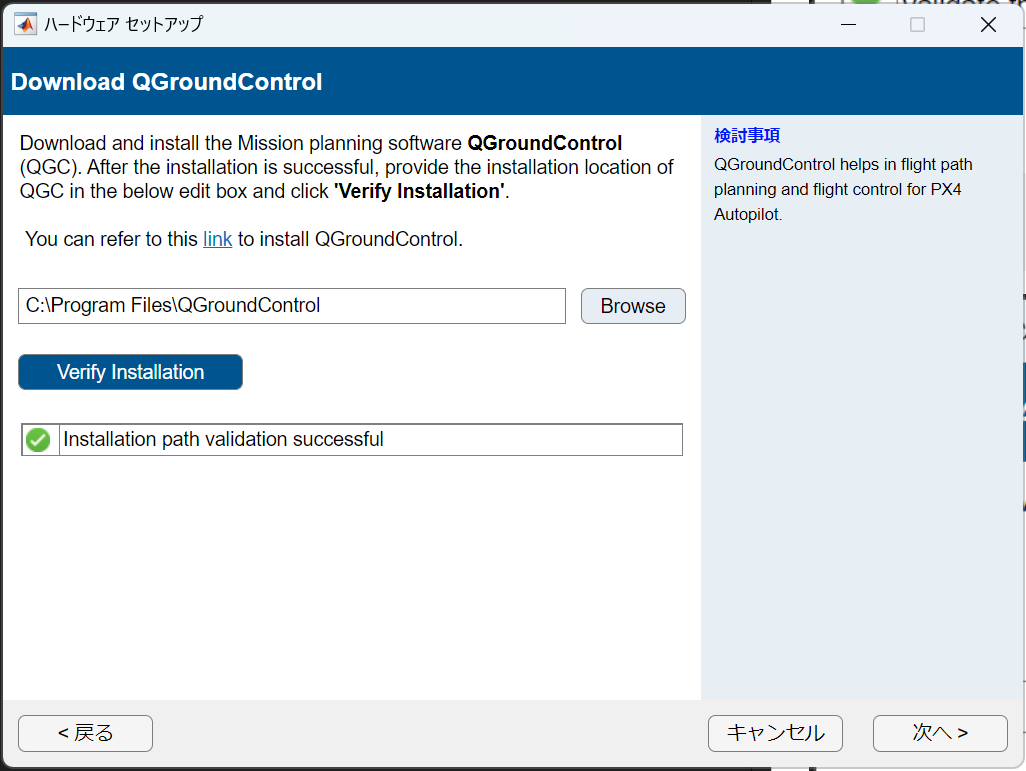 ハードウェア セットアップ
Download QGroundControl
Download and install the Mission planning software QGroundControl
(QGC). After the installation is successful, provide the installation location of
QGC in the below edit box and click 'Verify Installation'.
You can refer to this link to install QGroundControl.
C:\Program Files\QGroundControl
Browse
Verify Installation
Installation path validation successful
検討事項
QGroundControl helps in flight path
planning and flight control for PX4
Autopilot.
< 戻る
キャンセル
次へ >